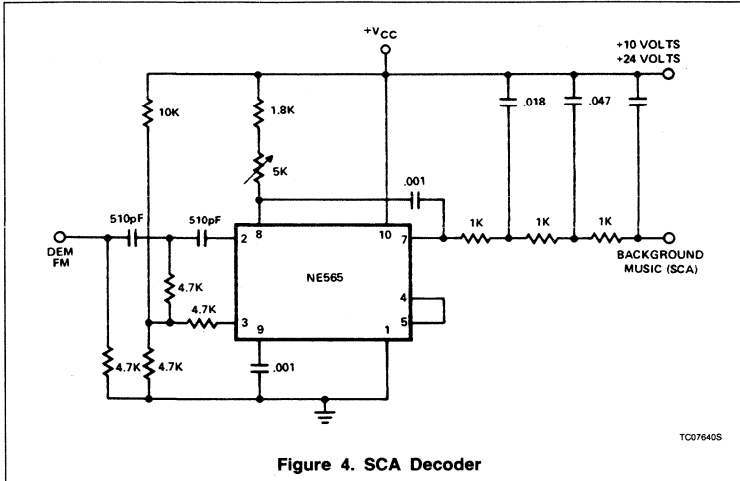 +VCC
+10 VOLTS
+24 VOLTS
10K
1.8K
.018
.047
5K
.001
510pF
510pF
1K
1K
1K
2
8
10
7
DEM
FM
BACKGROUND
MUSIC (SCA)
NE565
4.7K
4
4.7K
3
5
9
1
4.7K
4.7K
.001
TC07640S
Figure 4. SCA Decoder